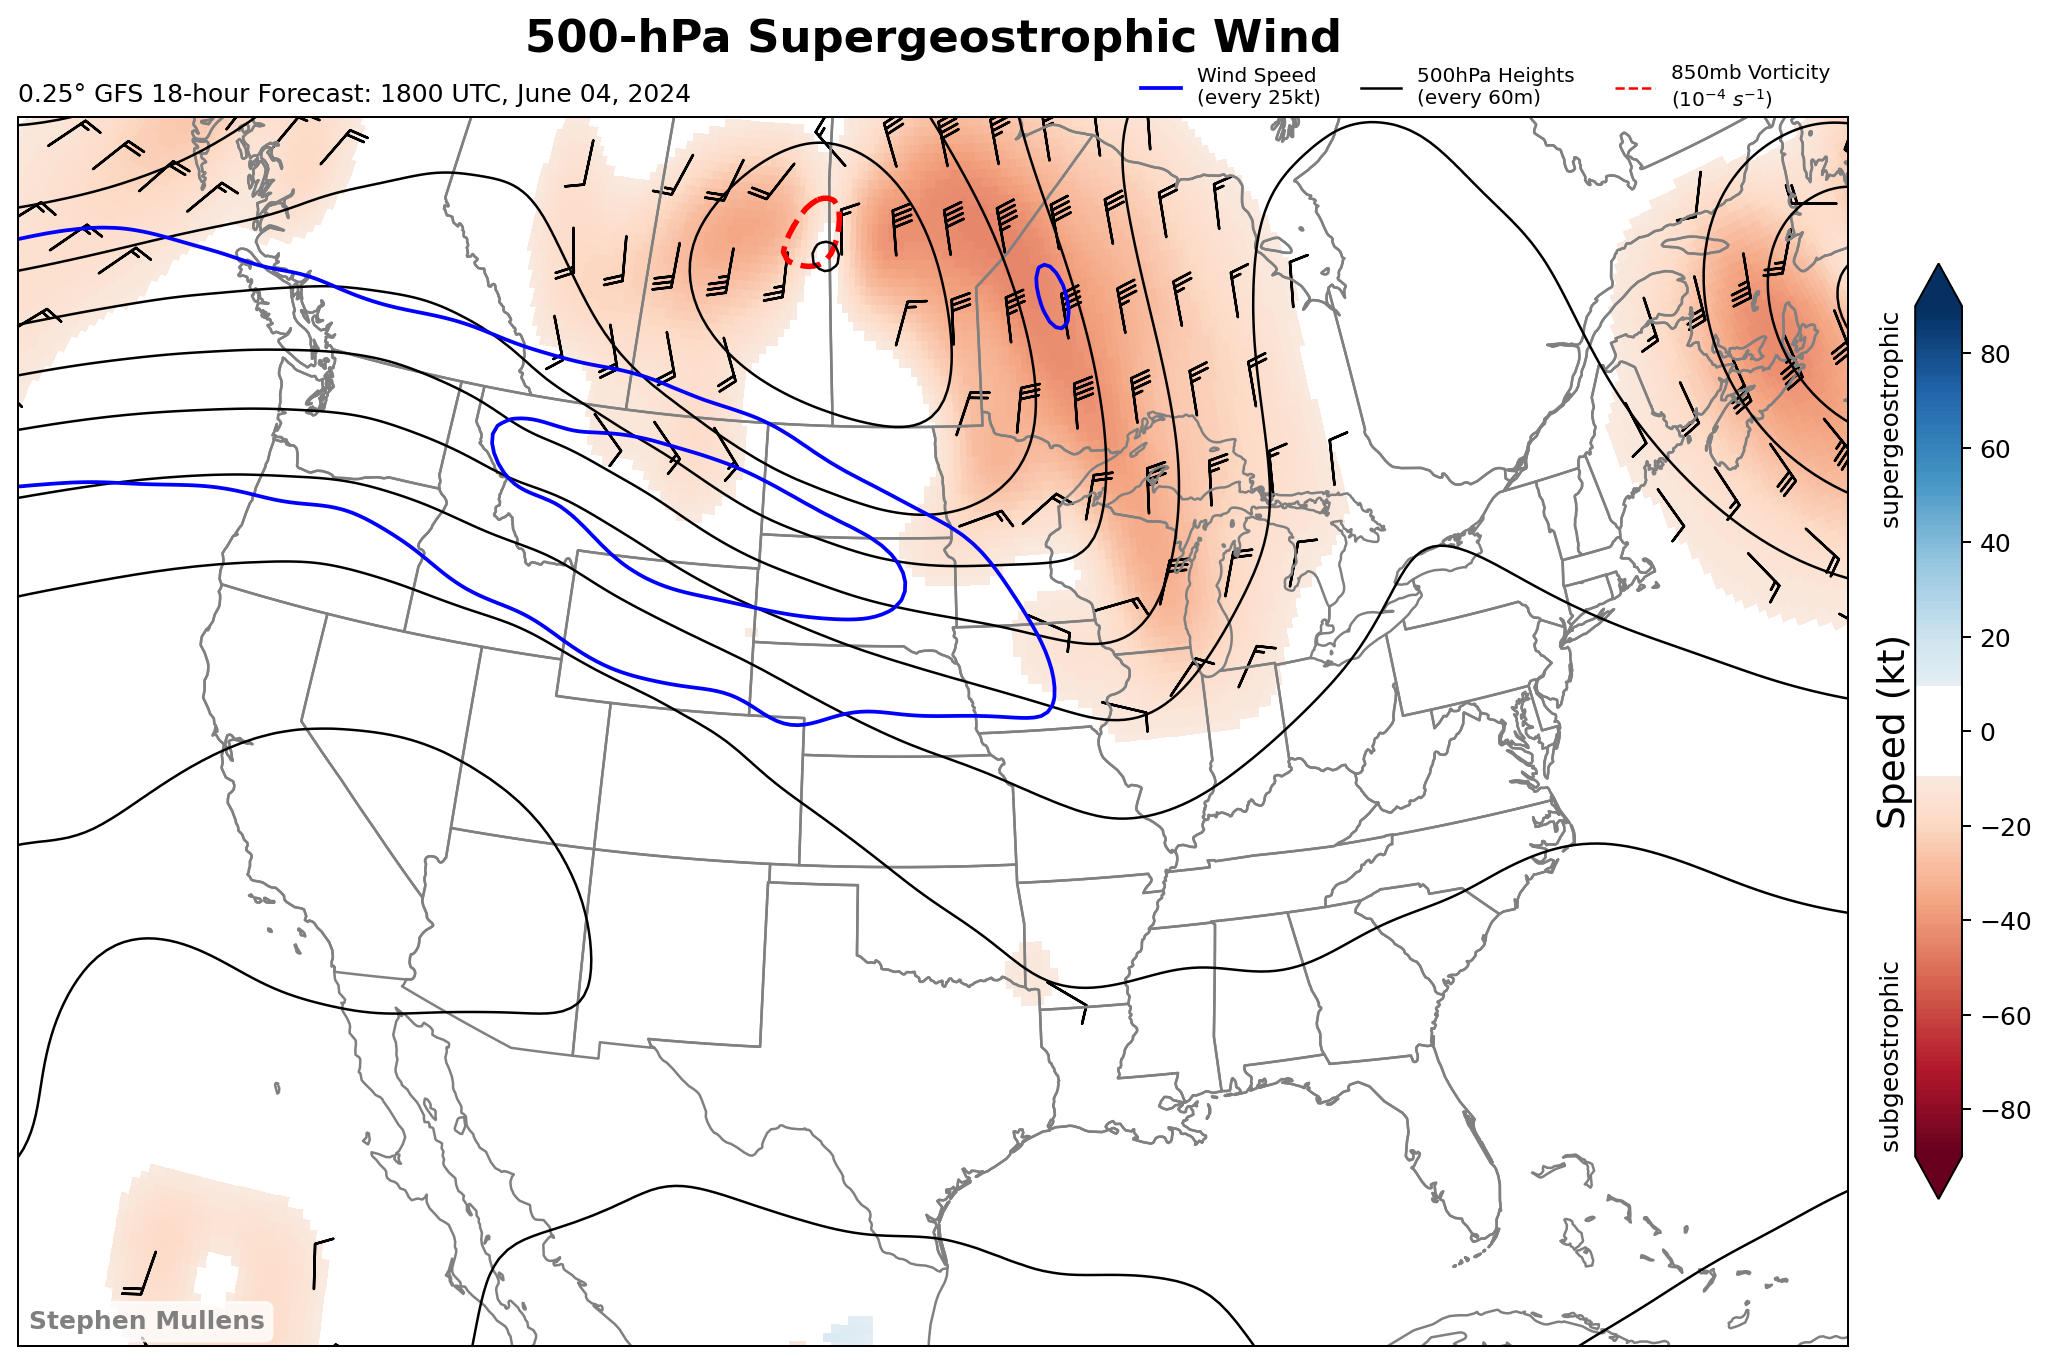 500-hPa Supergeostrophic Wind
0.25° GFS 18-hour Forecast: 1800 UTC, June 04, 2024
Wind Speed
(every 25kt)
500hPa Heights
(every 60m)
850mb Vorticity
(10⁻⁴ s⁻¹)
supergeostrophic
Speed (kt)
subgeostrophic
80
60
40
20
0
−20
−40
−60
−80
Stephen Mullens